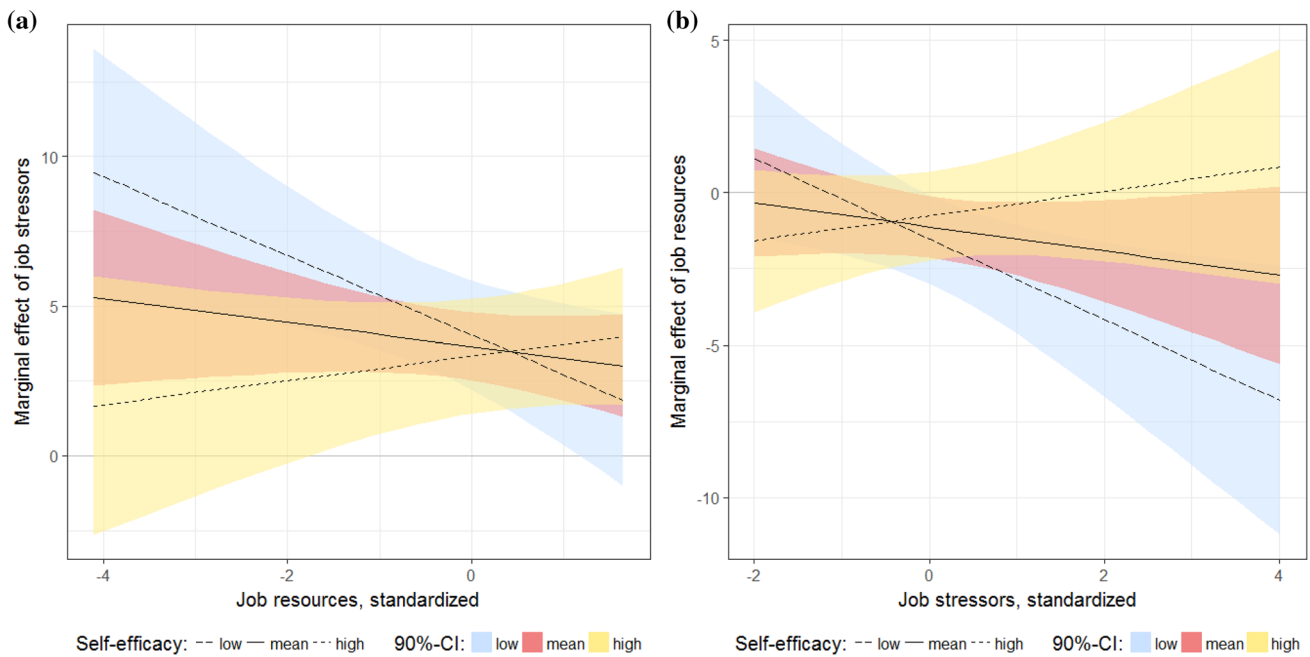 (a)
Marginal effect of job stressors
10
5
0
-4
-2
0
Job resources, standardized
Self-efficacy: low mean high 90%-CI: low mean high
(b)
Marginal effect of job resources
5
0
-5
-10
-2
0
2
4
Job stressors, standardized
Self-efficacy: low mean high 90%-CI: low mean high